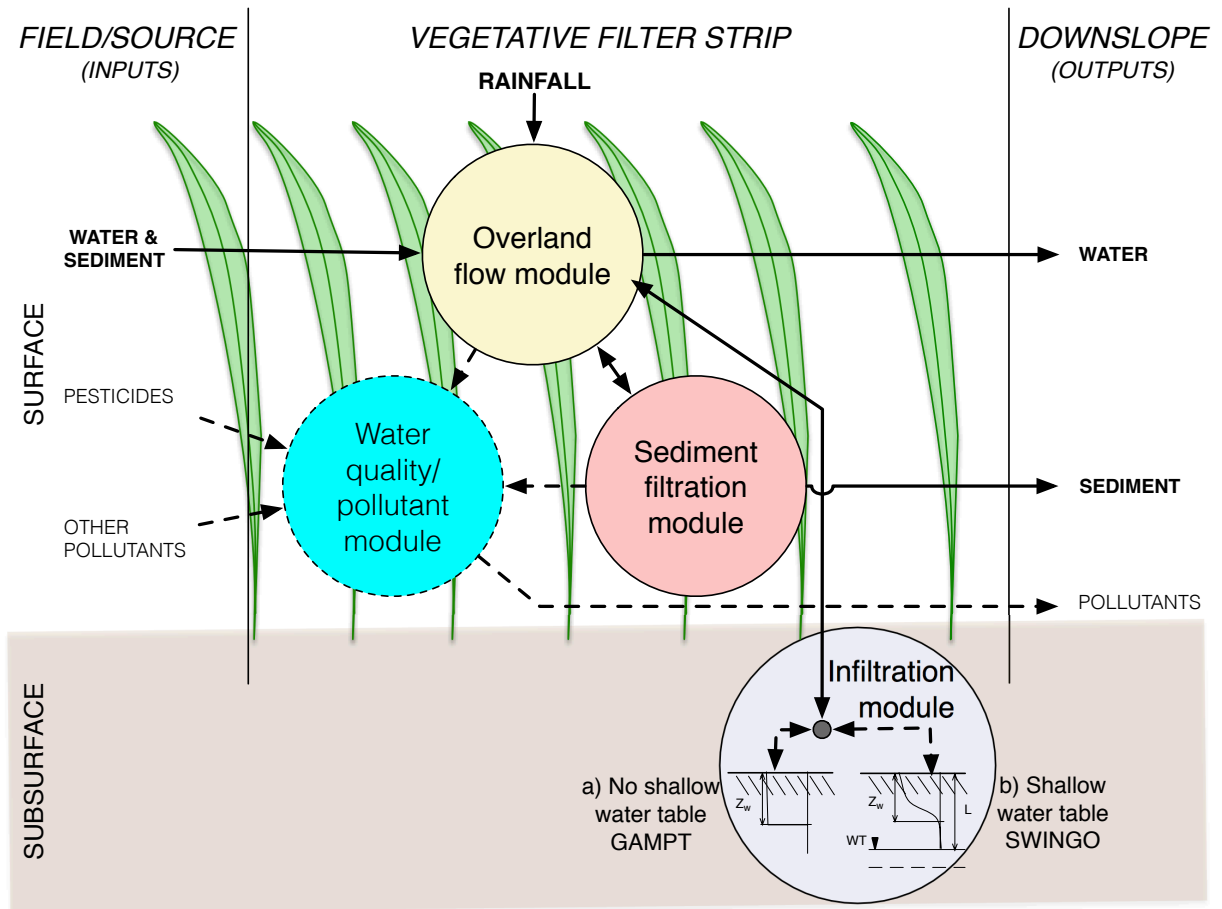 FIELD/SOURCE
(INPUTS)
VEGETATIVE FILTER STRIP
DOWNSLOPE
(OUTPUTS)
RAINFALL
WATER &
SEDIMENT
Overland
flow module
WATER
SURFACE
PESTICIDES
OTHER
POLLUTANTS
Water
quality/
pollutant
module
Sediment
filtration
module
SEDIMENT
POLLUTANTS
SUBSURFACE
Infiltration
module
a) No shallow
water table
GAMPT
Zw
Zw
L
WT
b) Shallow
water table
SWINGO